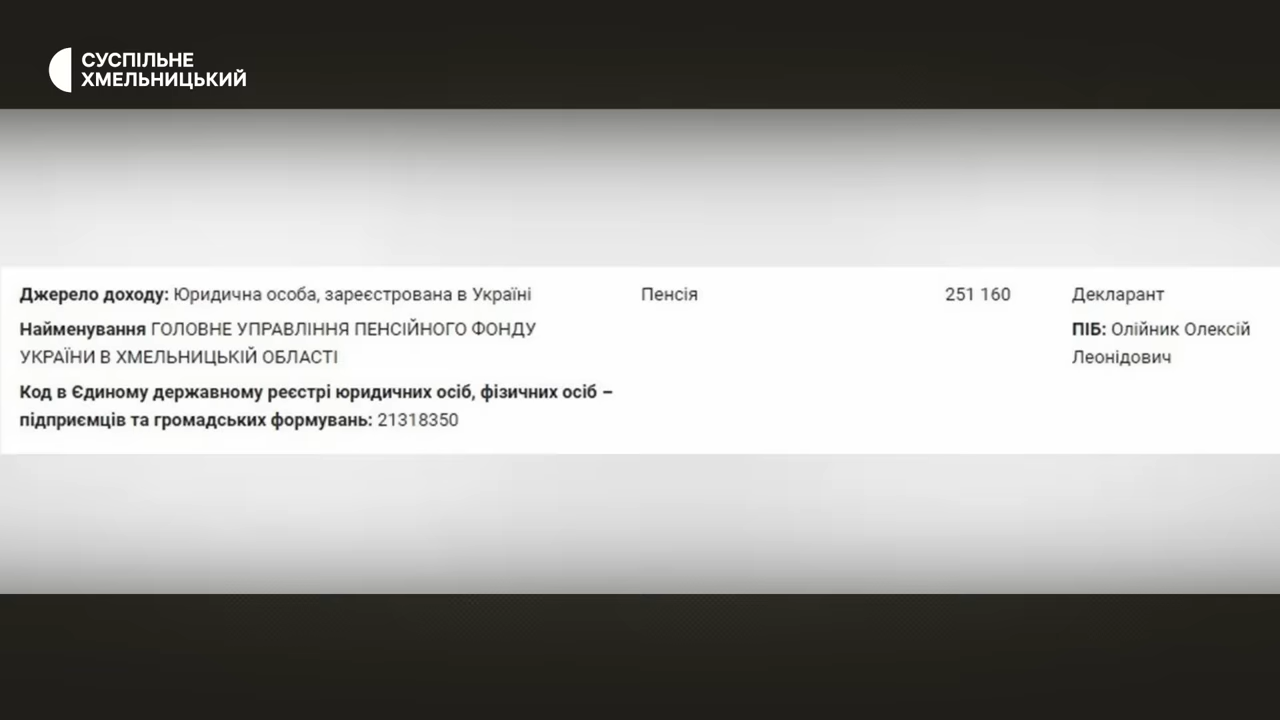 СУСПІЛЬНЕ
ХМЕЛЬНИЦЬКИЙ
Джерело доходу: Юридична особа, зареєстрована в Україні
Найменування ГОЛОВНЕ УПРАВЛІННЯ ПЕНСІЙНОГО ФОНДУ
УКРАЇНИ В ХМЕЛЬНИЦЬКІЙ ОБЛАСТІ
Код в Єдиному державному реєстрі юридичних осіб, фізичних осіб –
підприємців та громадських формувань: 21318350
Пенсія
251 160
Декларант
ПІБ: Олійник Олексій
Леонідович